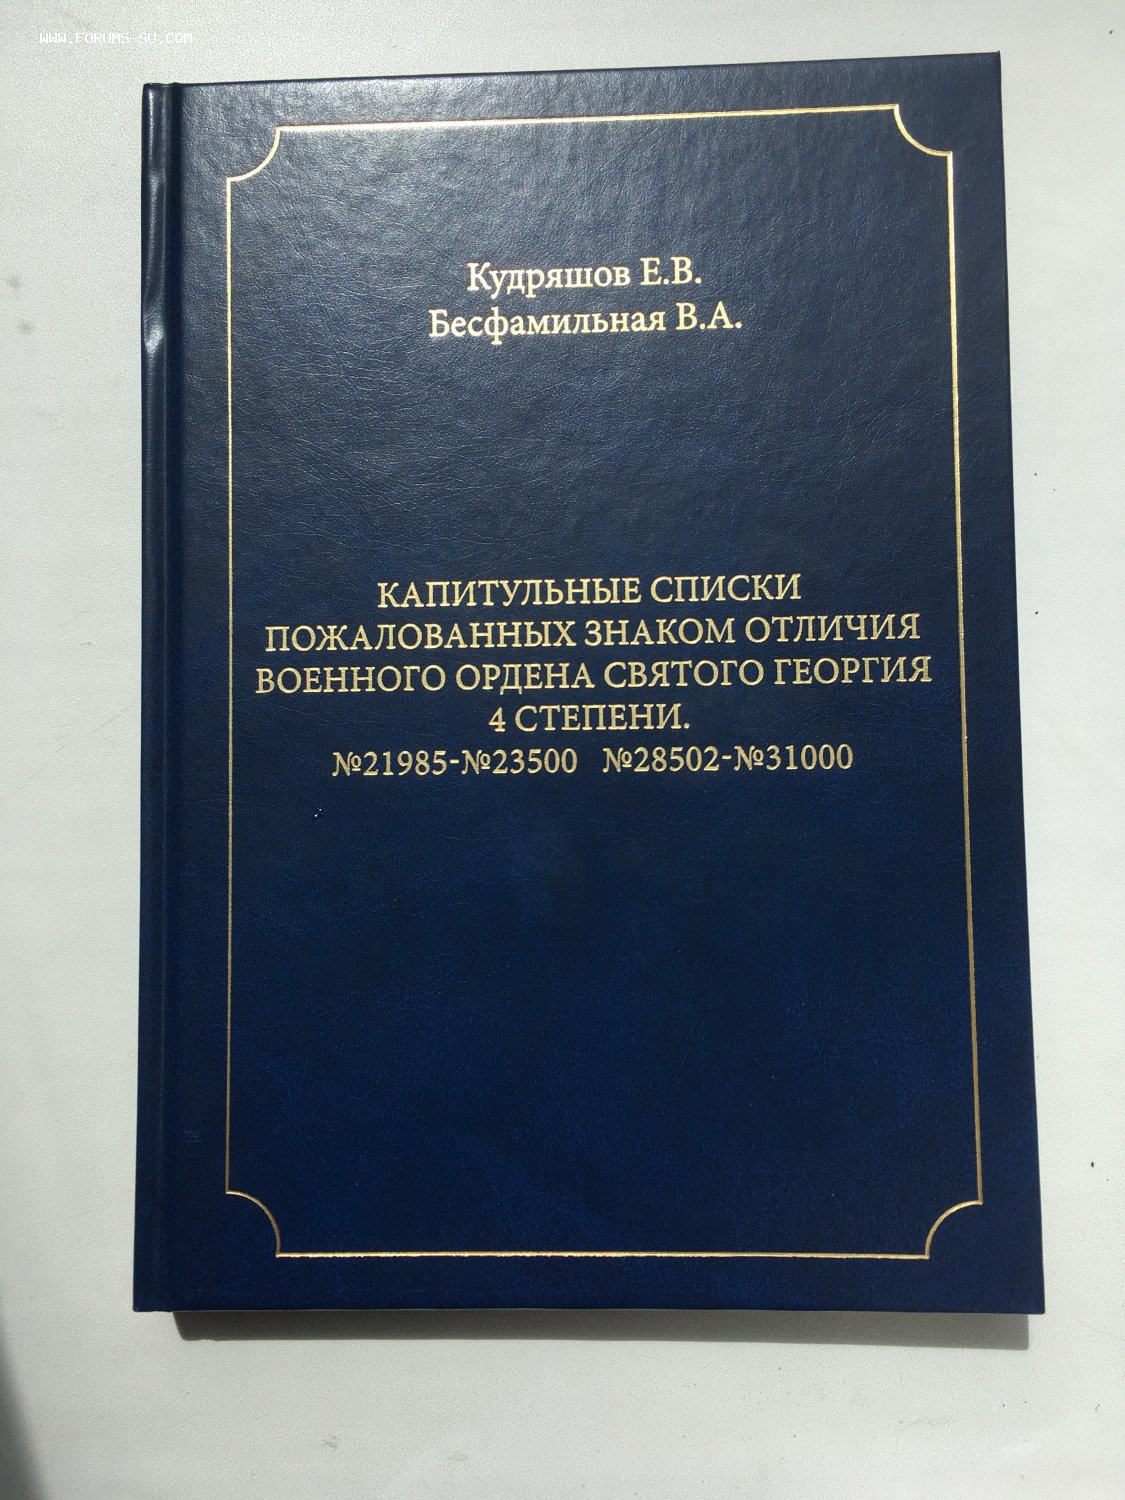 WWW.FORUMS-SU.COM
Кудряшов Е.В.
Бесфамильная В.А.
КАПИТУЛЬНЫЕ СПИСКИ
ПОЖАЛОВАННЫХ ЗНАКОМ ОТЛИЧИЯ
ВОЕННОГО ОРДЕНА СВЯТОГО ГЕОРГИЯ
4 СТЕПЕНИ.
№21985-№23500 №28502-№31000